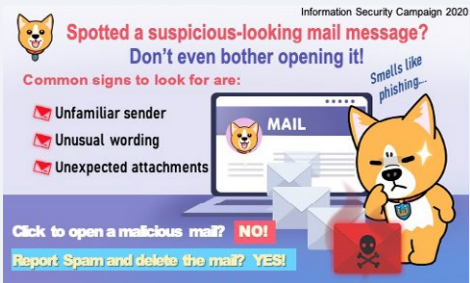 Information Security Campaign 2020
Spotted a suspicious-looking mail message?
Don't even bother opening it!
Common signs to look for are:
Smells like
phishing...
Unfamiliar sender
MAIL
Unusual wording
Unexpected attachments
Click to open a malicious mail? NO!
Report Spam and delete the mail? YES!